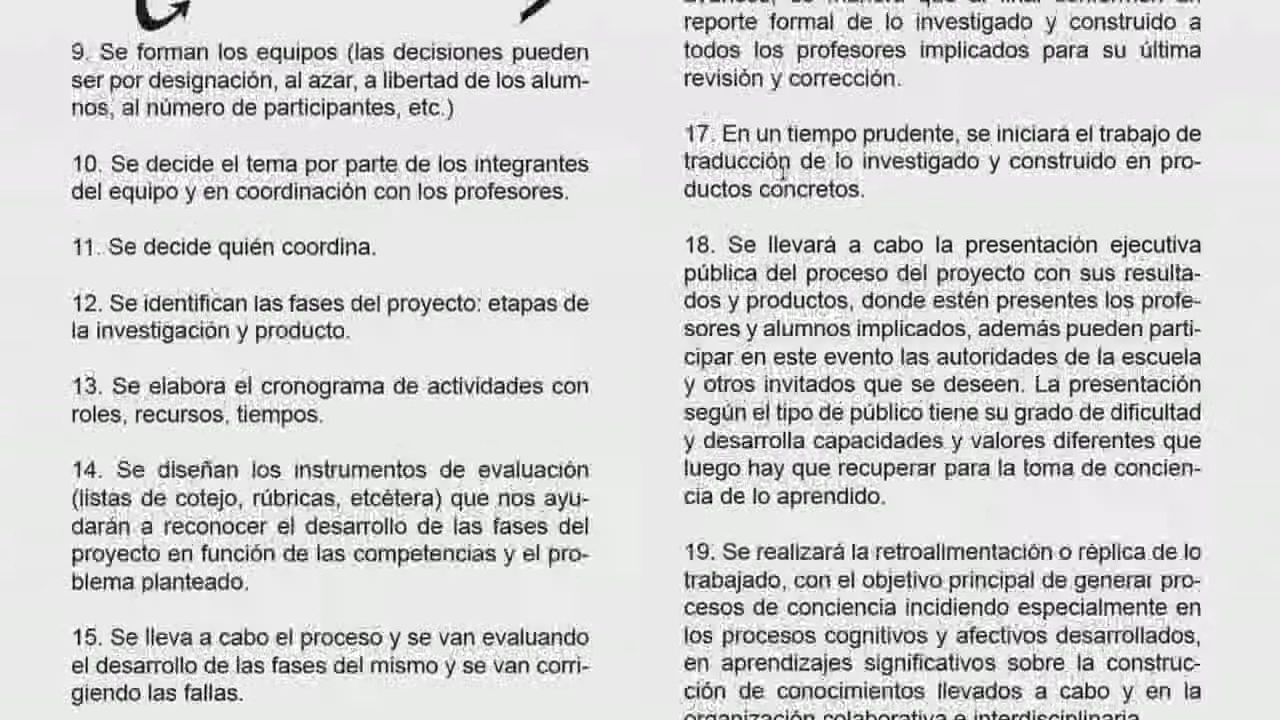 9. Se forman los equipos (las decisiones pueden
ser por designación, al azar, a libertad de los alum-
nos, al número de participantes, etc.)
10. Se decide el tema por parte de los integrantes
del equipo y en coordinación con los profesores.
11. Se decide quién coordina.
12. Se identifican las fases del proyecto: etapas de
la investigación y producto.
13. Se elabora el cronograma de actividades con
roles, recursos, tiempos.
14. Se diseñan los instrumentos de evaluación
(listas de cotejo, rúbricas, etcétera) que nos ayu-
darán a reconocer el desarrollo de las fases del
proyecto en función de las competencias y el pro-
blema planteado.
15. Se lleva a cabo el proceso y se van evaluando
el desarrollo de las fases del mismo y se van corri-
giendo las fallas.
reporte formal de lo investigado y construido a
todos los profesores implicados para su última
revisión y corrección.
17. En un tiempo prudente, se iniciará el trabajo de
traducción de lo investigado y construido en pro-
ductos concretos.
18. Se llevará a cabo la presentación ejecutiva
pública del proceso del proyecto con sus resulta-
dos y productos, donde estén presentes los profe-
sores y alumnos implicados, además pueden parti-
cipar en este evento las autoridades de la escuela
y otros invitados que se deseen. La presentación
según el tipo de público tiene su grado de dificultad
y desarrolla capacidades y valores diferentes que
luego hay que recuperar para la toma de concien-
cia de lo aprendido.
19. Se realizará la retroalimentación o réplica de lo
trabajado, con el objetivo principal de generar pro-
cesos de conciencia incidiendo especialmente en
los procesos cognitivos y afectivos desarrollados,
en aprendizajes significativos sobre la construc-
ción de conocimientos llevados a cabo y en la
organización colaborativa e interdisciplinaria.